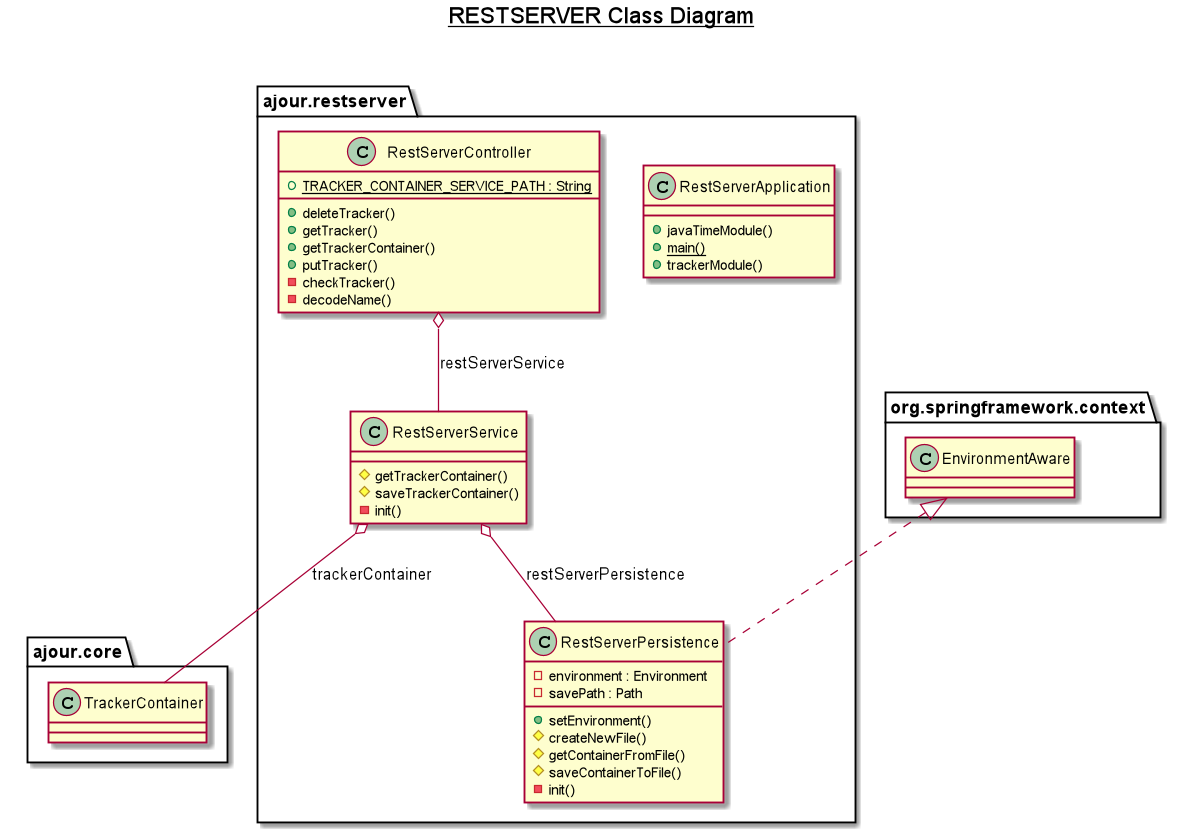 RESTSERVER Class Diagram
ajour.restserver
C RestServerController
TRACKER_CONTAINER_SERVICE_PATH : String
deleteTracker()
getTracker()
getTrackerContainer()
putTracker()
checkTracker()
decodeName()
C RestServerApplication
javaTimeModule()
main()
trackerModule()
restServerService
C RestServerService
getTrackerContainer()
saveTrackerContainer()
init()
org.springframework.context
C EnvironmentAware
trackerContainer
restServerPersistence
ajour.core
C TrackerContainer
C RestServerPersistence
environment : Environment
savePath : Path
setEnvironment()
createNewFile()
getContainerFromFile()
saveContainerToFile()
init()